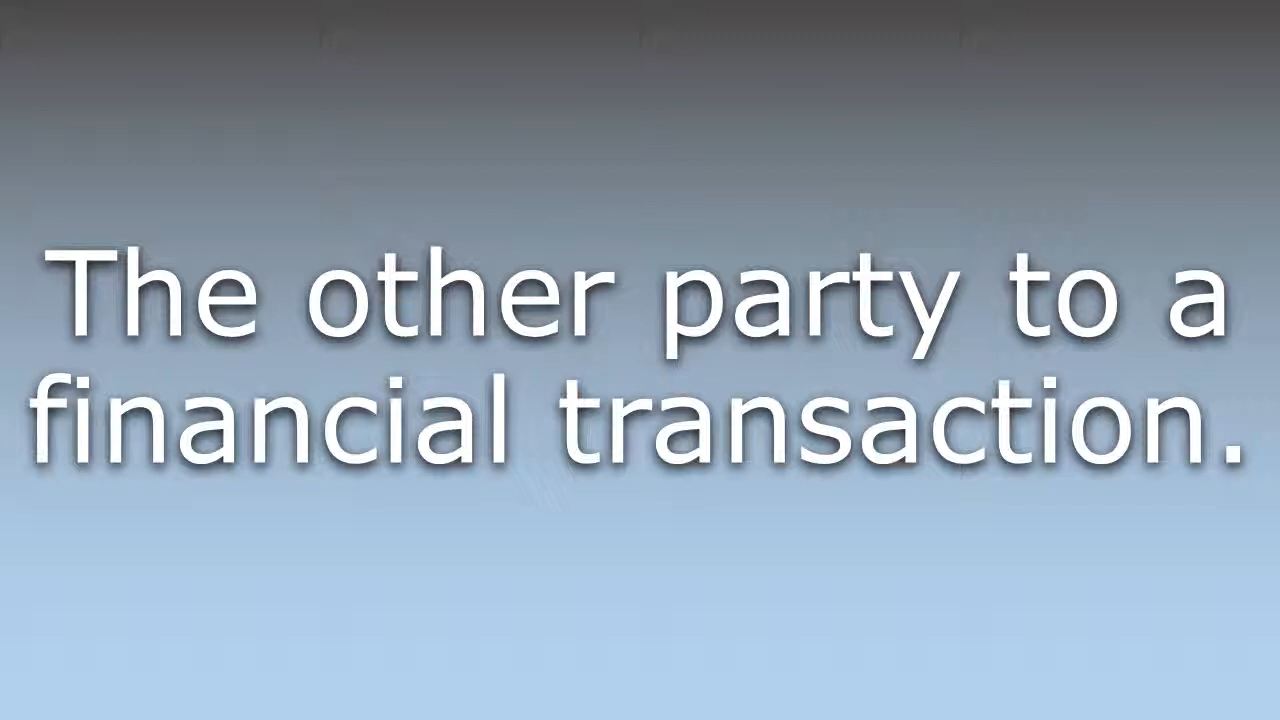 The other party to a
financial transaction.